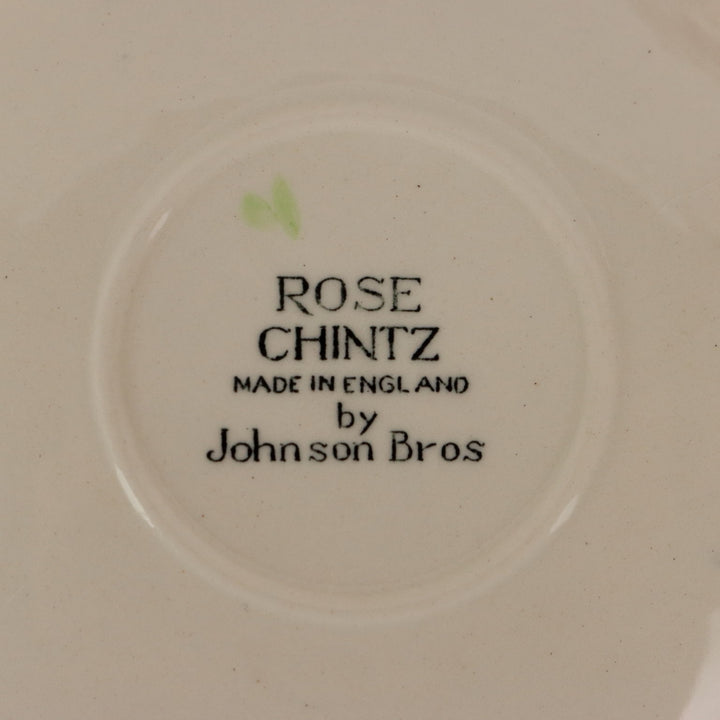 ROSE
CHINTZ
MADE IN ENGLAND
by
Johnson Bros